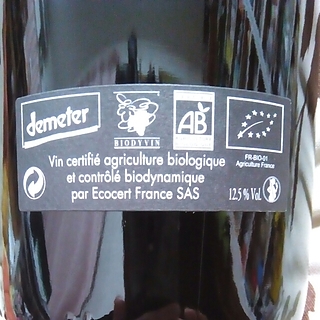 demeter
BIODYVIN
AB
FR-BIO-01
Agriculture France
Vin certifié agriculture biologique
et contrôlé biodynamique
par Ecocert France SAS
12.5 % Vol.